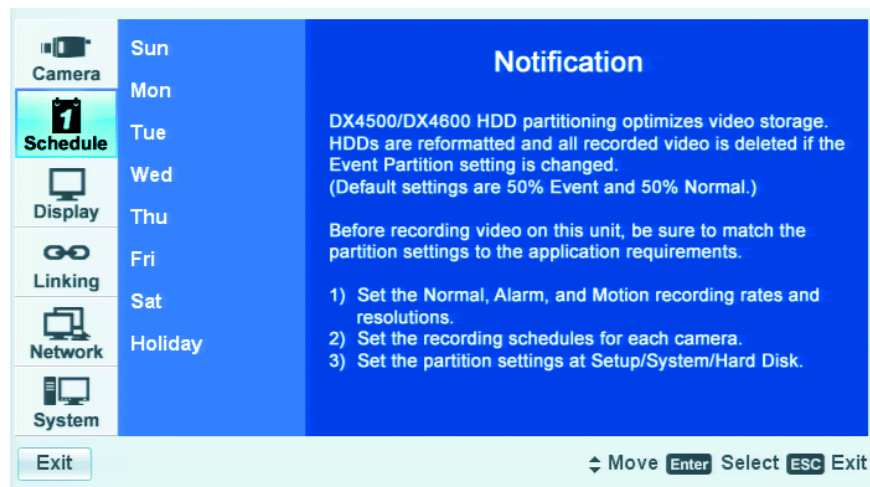 Camera
1
Schedule
Display
Linking
Network
System
Sun
Mon
Tue
Wed
Thu
Fri
Sat
Holiday
Notification
DX4500/DX4600 HDD partitioning optimizes video storage.
HDDs are reformatted and all recorded video is deleted if the
Event Partition setting is changed.
(Default settings are 50% Event and 50% Normal.)
Before recording video on this unit, be sure to match the
partition settings to the application requirements.
1) Set the Normal, Alarm, and Motion recording rates and
resolutions.
2) Set the recording schedules for each camera.
3) Set the partition settings at Setup/System/Hard Disk.
Exit
Move Enter Select ESC Exit